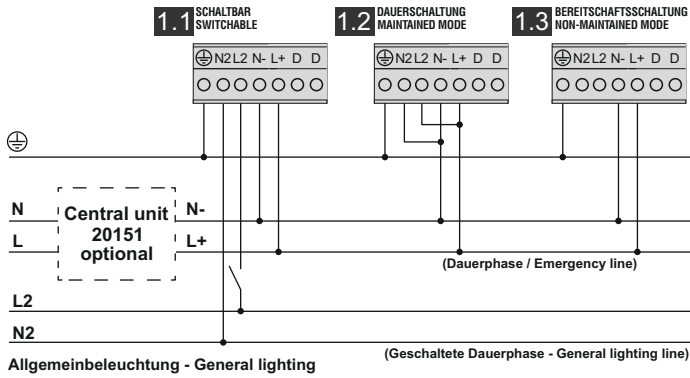 1.1 SCHALTBAR
SWITCHABLE
1.2 DAUERSCHALTUNG
MAINTAINED MODE
1.3 BEREITSCHAFTSSCHALTUNG
NON-MAINTAINED MODE
N2 L2 N- L+ D D
N2 L2 N- L+ D D
N2 L2 N- L+ D D
N
Central unit
20151
optional
N-
L
L+
(Dauerphase / Emergency line)
L2
N2
(Geschaltete Dauerphase - General lighting line)
Allgemeinbeleuchtung - General lighting